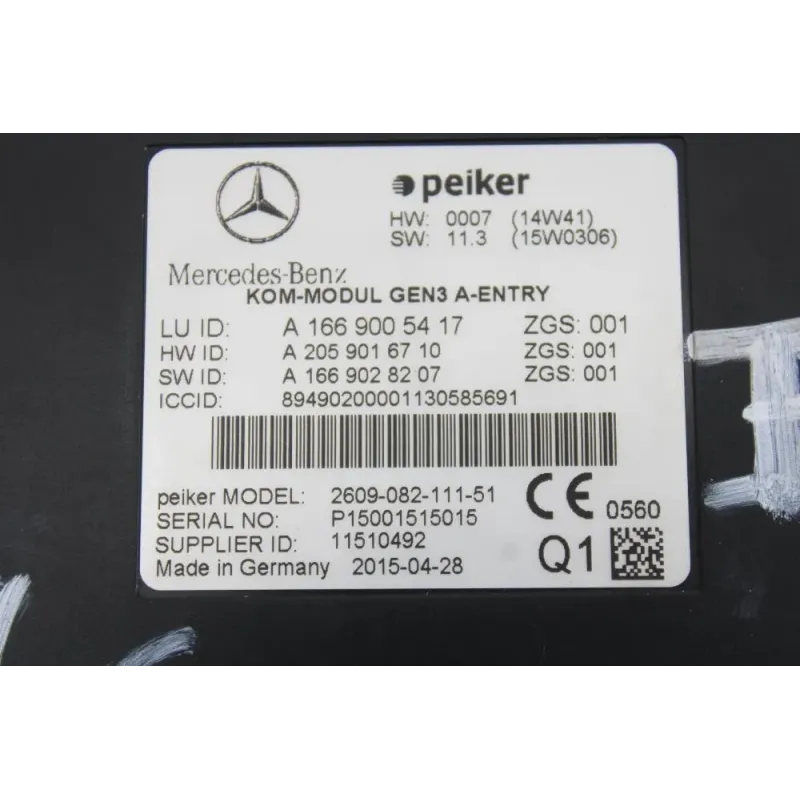 peiker
HW: 0007 (14W41)
SW: 11.3 (15W0306)
Mercedes-Benz
KOM-MODUL GEN3 A-ENTRY
LU ID: A 166 900 54 17 ZGS: 001
HW ID: A 205 901 67 10 ZGS: 001
SW ID: A 166 902 82 07 ZGS: 001
ICCID: 89490200001130585691
peiker MODEL: 2609-082-111-51
SERIAL NO: P15001515015
SUPPLIER ID: 11510492
Made in Germany 2015-04-28
CE 0560
Q1